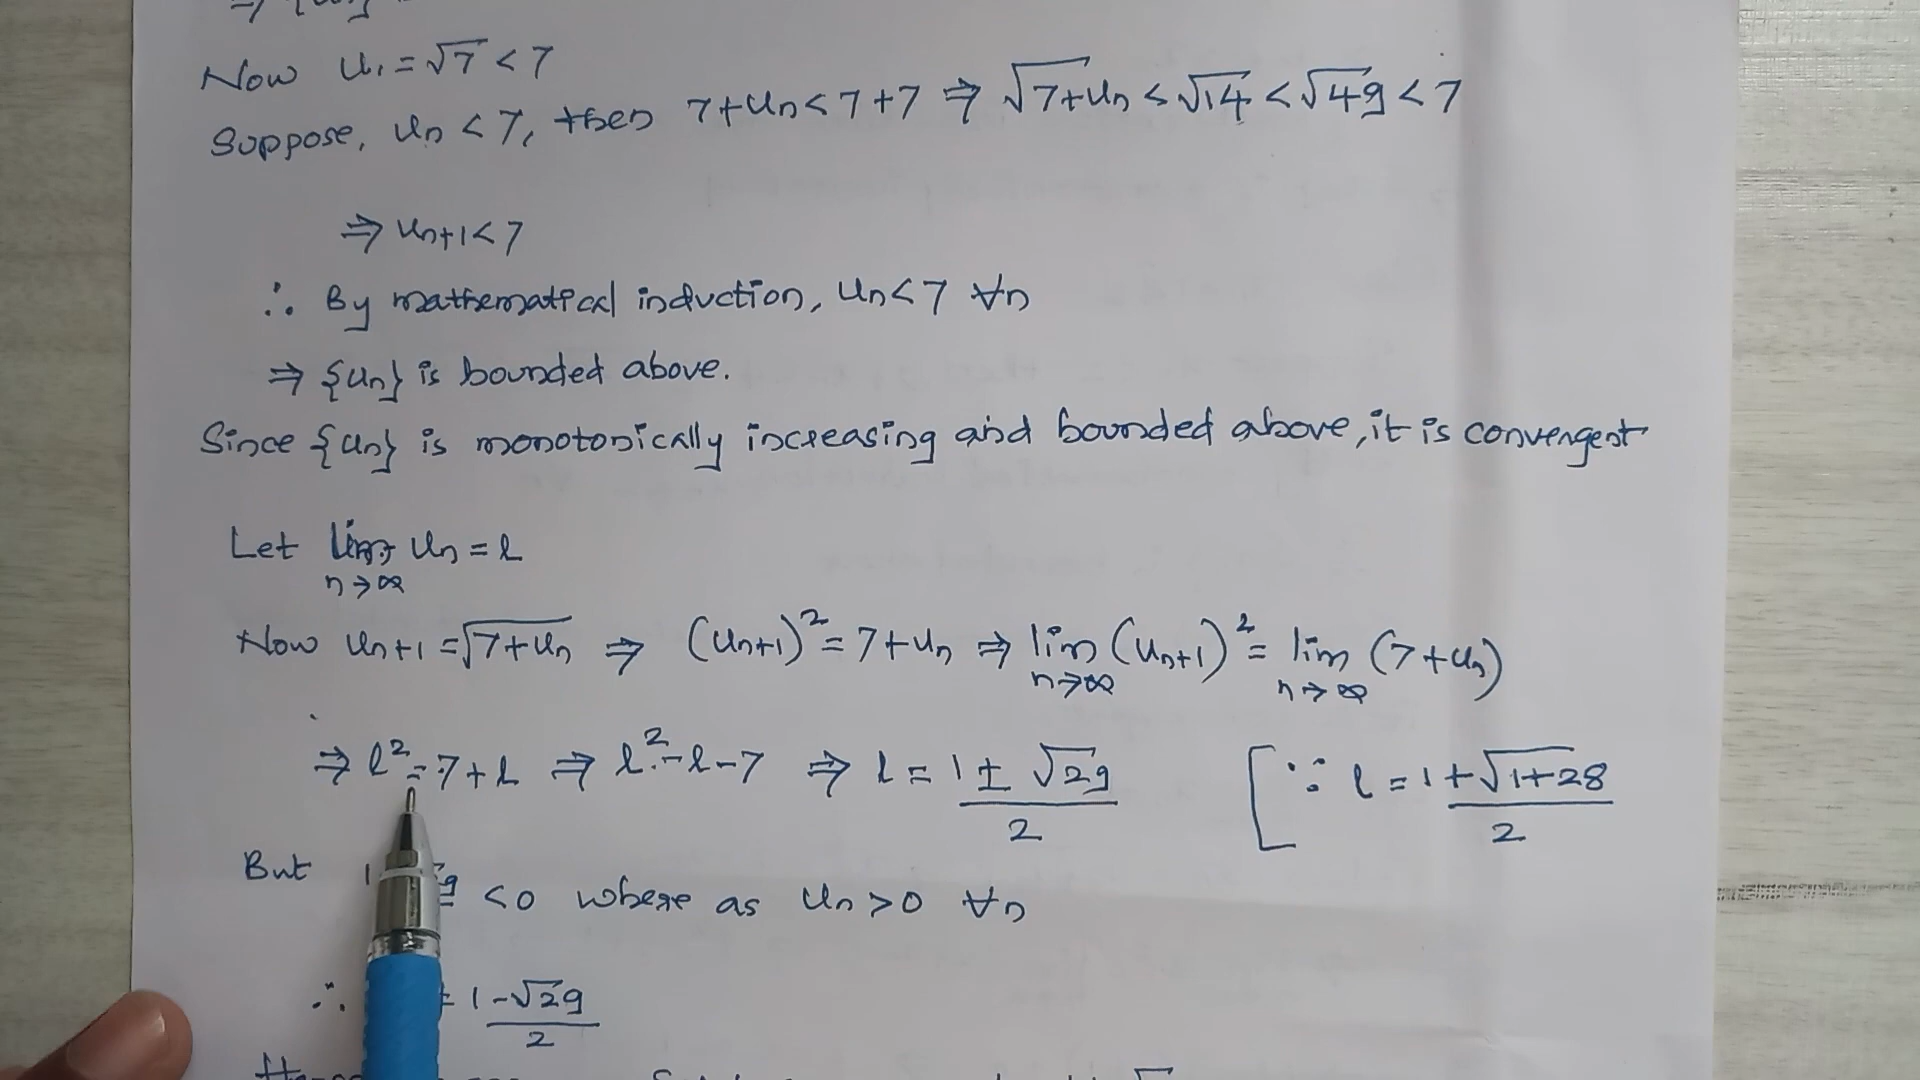 Now u₁ = √7 < 7
Suppose, uₙ < 7, then 7+uₙ < 7+7 ⇒ √7+uₙ < √14 < √49 < 7
⇒ uₙ+1 < 7
∴ By mathematical induction, uₙ < 7 ∀n
⇒ {uₙ} is bounded above.
Since {uₙ} is monotonically increasing and bounded above, it is convergent
Let lim uₙ = l
n→∞
Now uₙ+1 = √7+uₙ ⇒ (uₙ+1)² = 7+uₙ ⇒ lim (uₙ+1)² = lim (7+uₙ)
n→∞ n→∞
⇒ l² = 7+l ⇒ l²-l-7 ⇒ l = 1 ± √29 / 2 [∵ l = 1+√1+28 / 2
But <0 where as uₙ > 0 ∀n
∴ = 1-√29 / 2